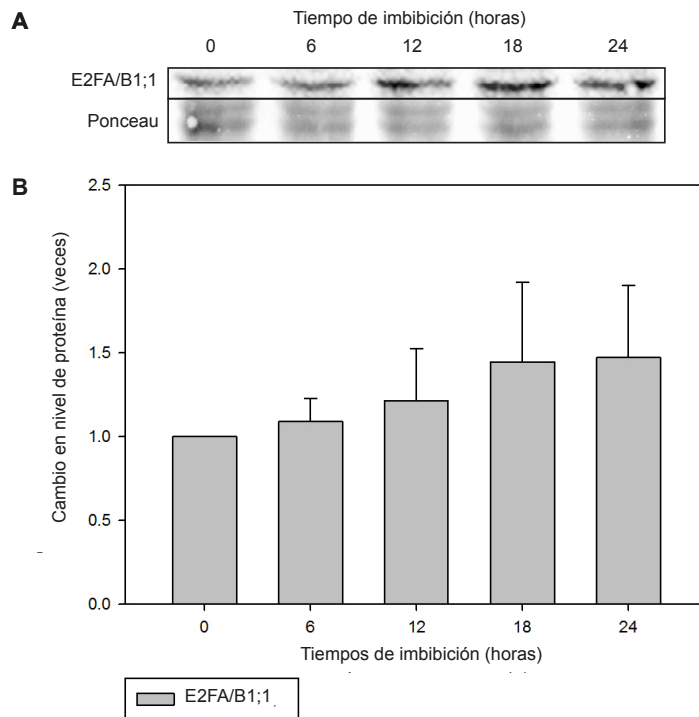 A
Tiempo de imbibición (horas)
0 6 12 18 24
E2FA/B1;1
Ponceau
B
Cambio en nivel de proteína (veces)
2.5
2.0
1.5
1.0
0.5
0.0
0 6 12 18 24
Tiempos de imbibición (horas)
E2FA/B1;1